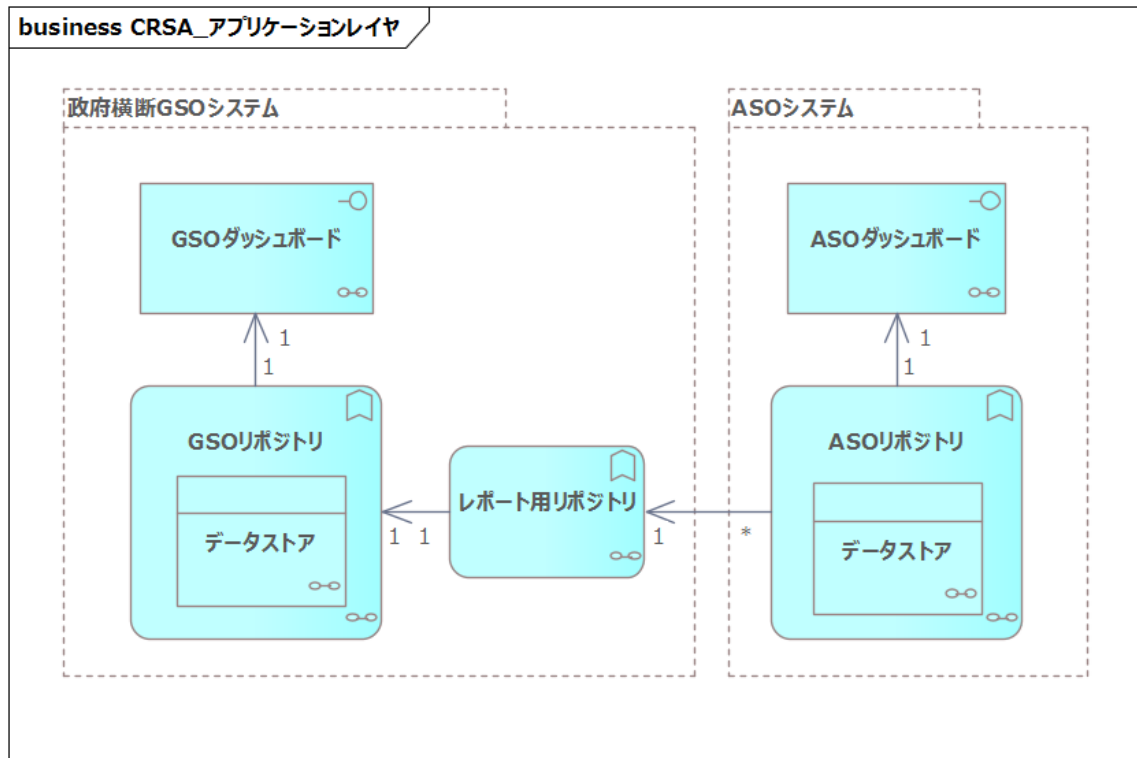 business CRSA_アプリケーションレイヤ
政府横断GSOシステム
GSOダッシュボード
1
1
GSOリポジトリ
データストア
1 1
レポート用リポジトリ
1
*
ASOシステム
ASOダッシュボード
1
1
ASOリポジトリ
データストア